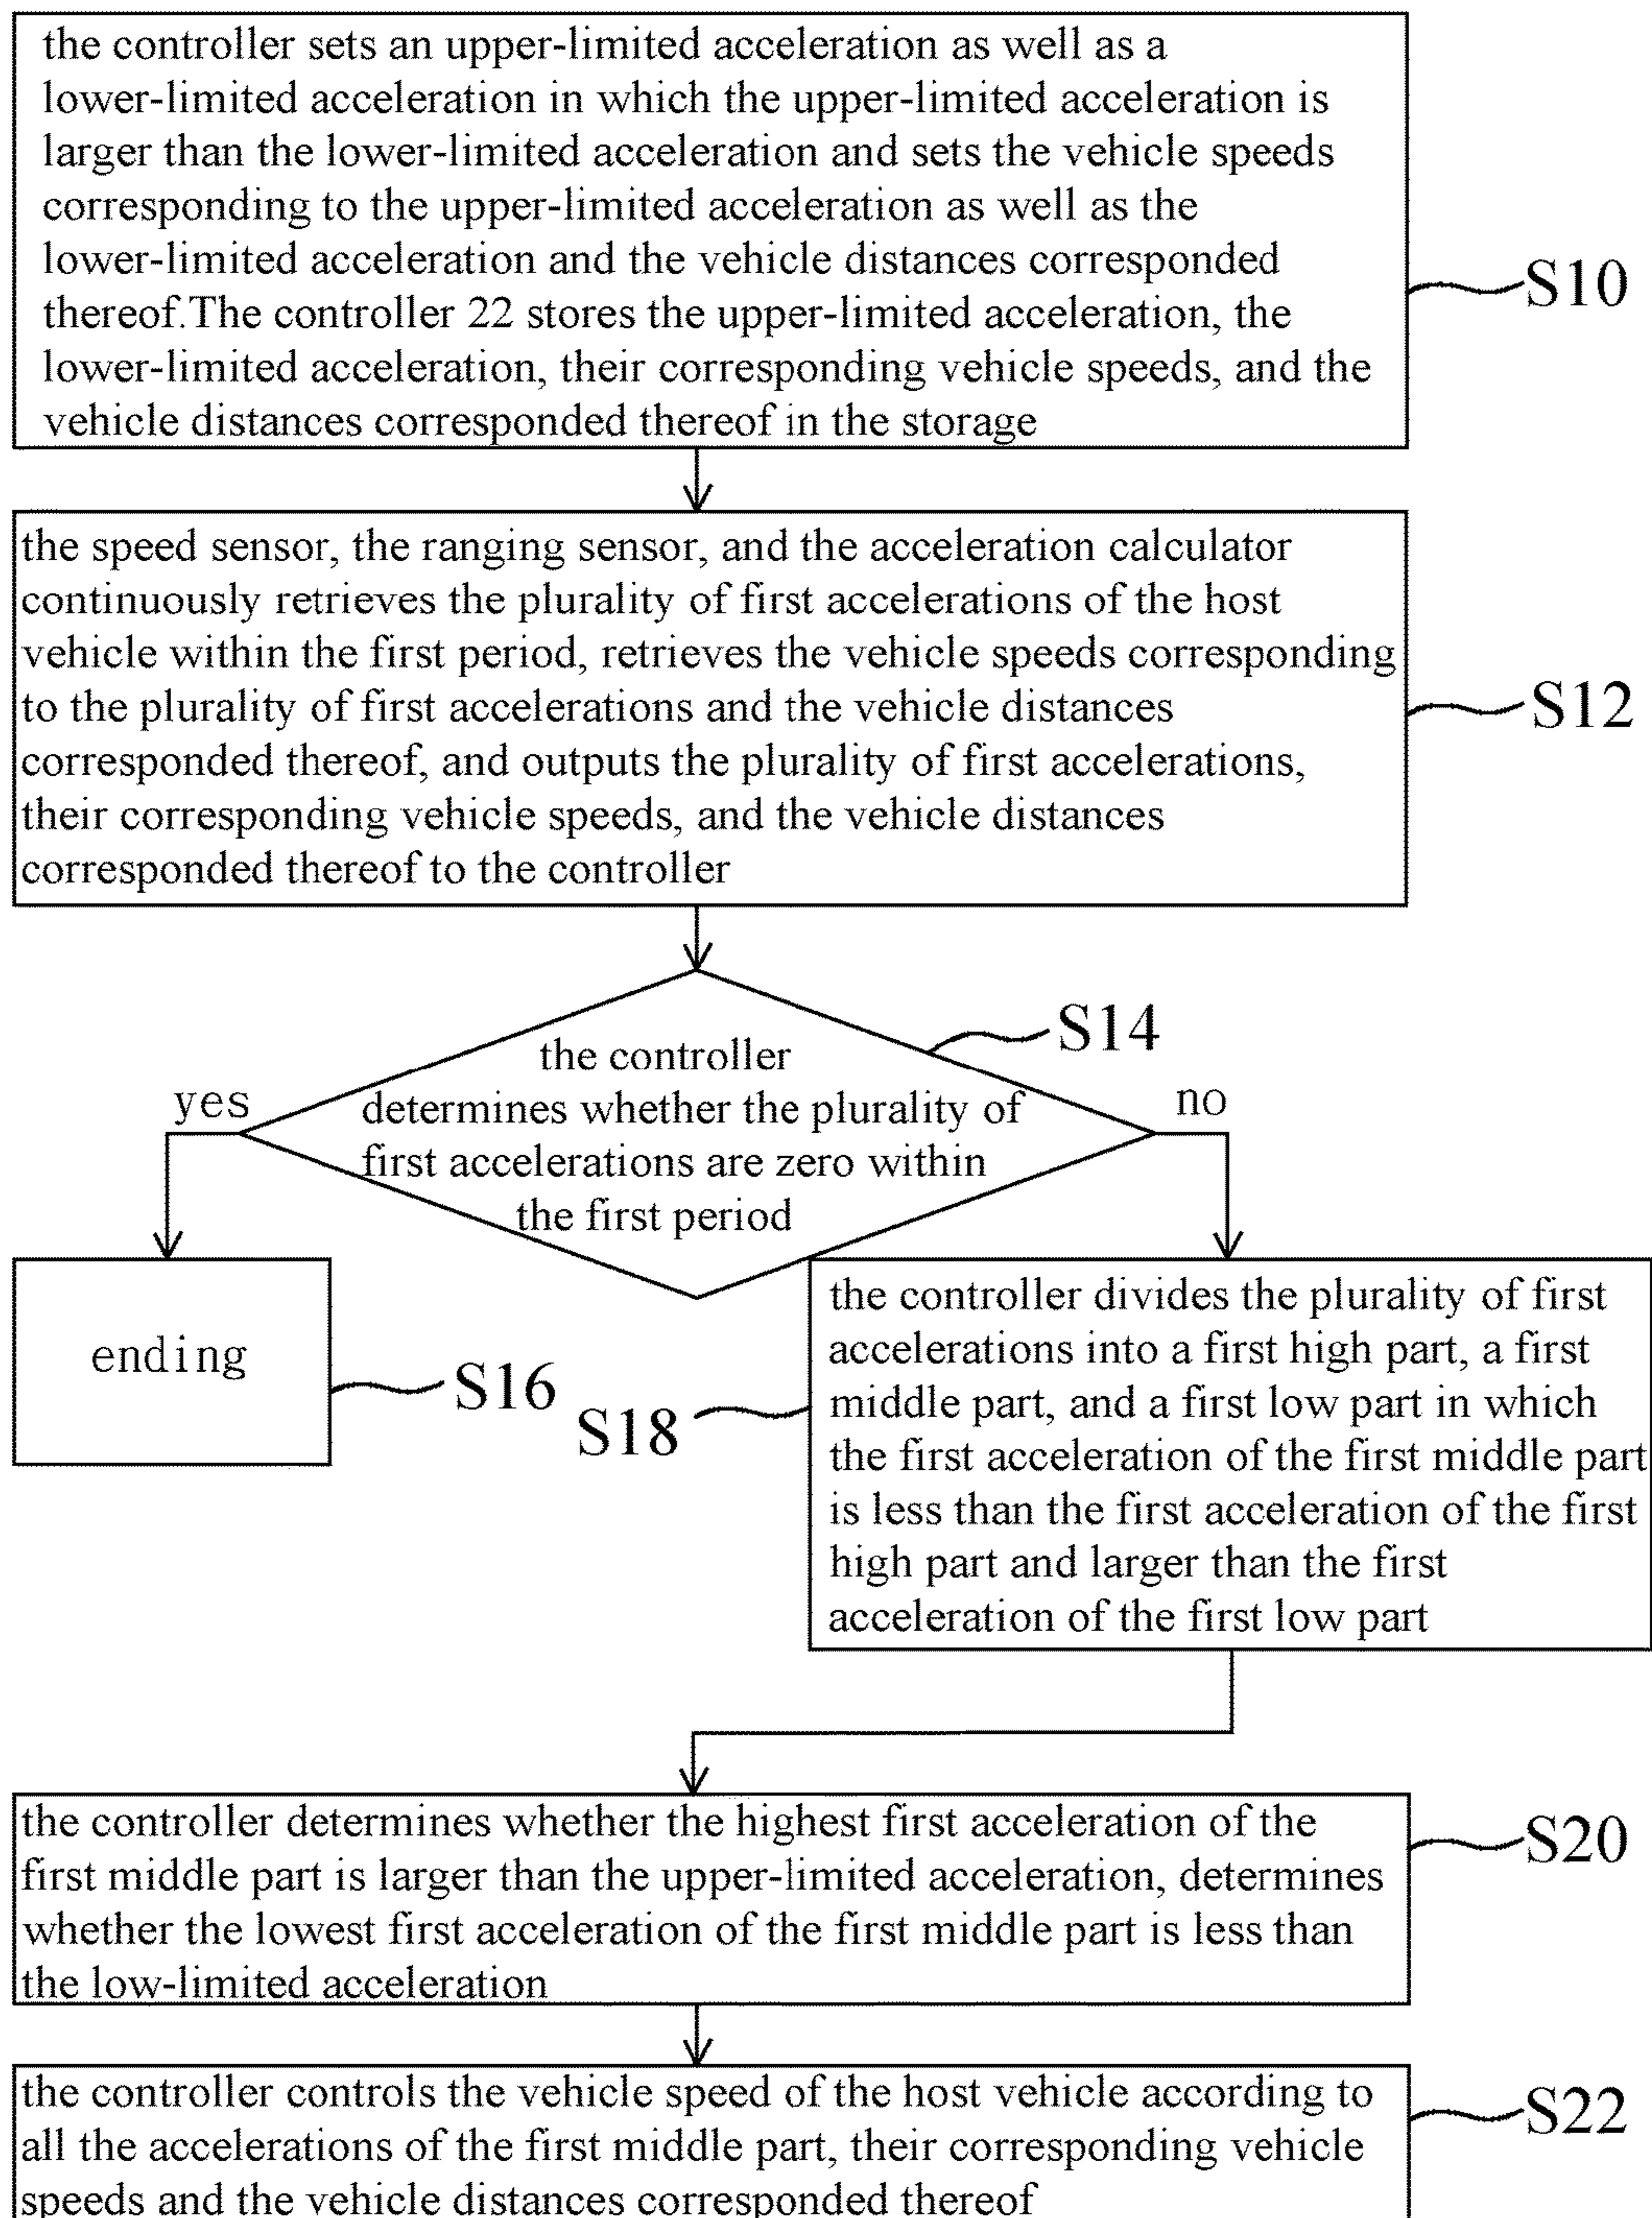 the controller sets an upper-limited acceleration as well as a
lower-limited acceleration in which the upper-limited acceleration is
larger than the lower-limited acceleration and sets the vehicle speeds
corresponding to the upper-limited acceleration as well as the
lower-limited acceleration and the vehicle distances corresponded
thereof.The controller 22 stores the upper-limited acceleration, the
lower-limited acceleration, their corresponding vehicle speeds, and the
vehicle distances corresponded thereof in the storage
S10
the speed sensor, the ranging sensor, and the acceleration calculator
continuously retrieves the plurality of first accelerations of the host
vehicle within the first period, retrieves the vehicle speeds corresponding
to the plurality of first accelerations and the vehicle distances
corresponded thereof, and outputs the plurality of first accelerations,
their corresponding vehicle speeds, and the vehicle distances
corresponded thereof to the controller
S12
the controller
determines whether the plurality of
first accelerations are zero within
the first period
S14
yes
no
ending
S16
the controller divides the plurality of first
accelerations into a first high part, a first
middle part, and a first low part in which
the first acceleration of the first middle part
is less than the first acceleration of the first
high part and larger than the first
acceleration of the first low part
S18
the controller determines whether the highest first acceleration of the
first middle part is larger than the upper-limited acceleration, determines
whether the lowest first acceleration of the first middle part is less than
the low-limited acceleration
S20
the controller controls the vehicle speed of the host vehicle according to
all the accelerations of the first middle part, their corresponding vehicle
speeds and the vehicle distances corresponded thereof
S22